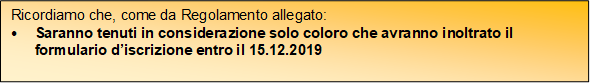 Ricordiamo che, come da Regolamento allegato:
• Saranno tenuti in considerazione solo coloro che avranno inoltrato il
formulario d'iscrizione entro il 15.12.2019